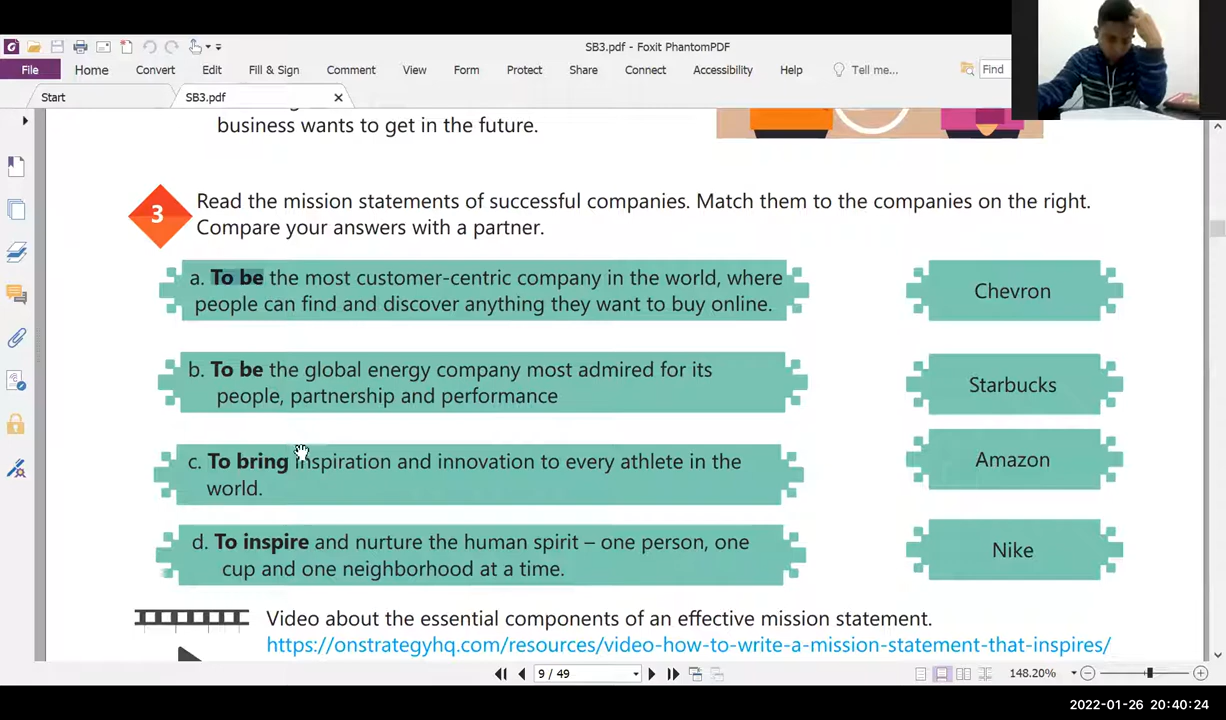 SB3.pdf - Foxit PhantomPDF
File Home Convert Edit Fill & Sign Comment View Form Protect Share Connect Accessibility Help Tell me... Find
Start SB3.pdf
business wants to get in the future.
3
Read the mission statements of successful companies. Match them to the companies on the right.
Compare your answers with a partner.
a. To be the most customer-centric company in the world, where
people can find and discover anything they want to buy online.
Chevron
b. To be the global energy company most admired for its
people, partnership and performance
Starbucks
c. To bring inspiration and innovation to every athlete in the
world.
Amazon
d. To inspire and nurture the human spirit – one person, one
cup and one neighborhood at a time.
Nike
Video about the essential components of an effective mission statement.
https://onstrategyhq.com/resources/video-how-to-write-a-mission-statement-that-inspires/
9 / 49
148.20%
2022-01-26 20:40:24